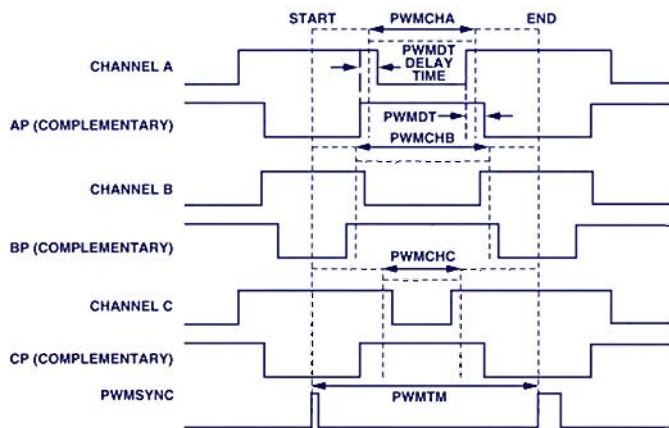 START
PWMCHA
END
CHANNEL A
PWMDT
DELAY
TIME
AP (COMPLEMENTARY)
PWMDT
PWMCHB
CHANNEL B
BP (COMPLEMENTARY)
PWMCHC
CHANNEL C
CP (COMPLEMENTARY)
PWMSYNC
PWMTM